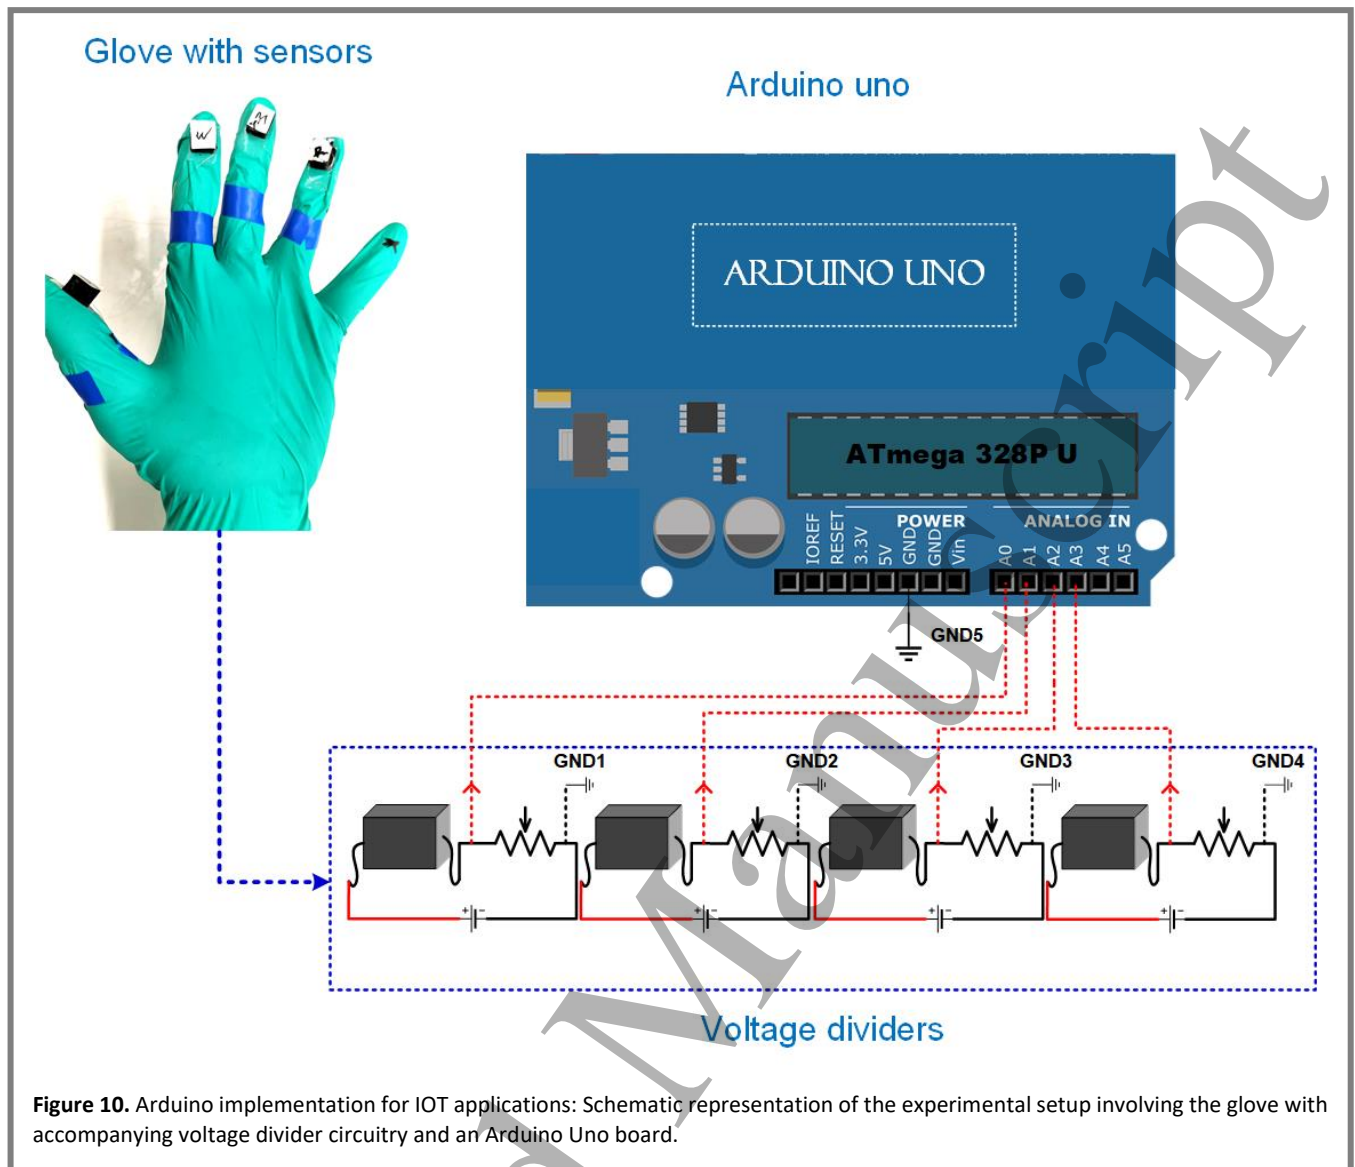 Glove with sensors
Arduino uno
W
M
ARDUINO UNO
ATmega 328P U
POWER
ANALOG IN
IOREF
RESET
3.3V
5V
GND
GND
Vin
A0
A1
A2
A3
A4
A5
GND5
GND1
GND2
GND3
GND4
+ -
+ -
+ -
+ -
Voltage dividers
d Manuscript
Figure 10. Arduino implementation for IOT applications: Schematic representation of the experimental setup involving the glove with
accompanying voltage divider circuitry and an Arduino Uno board.